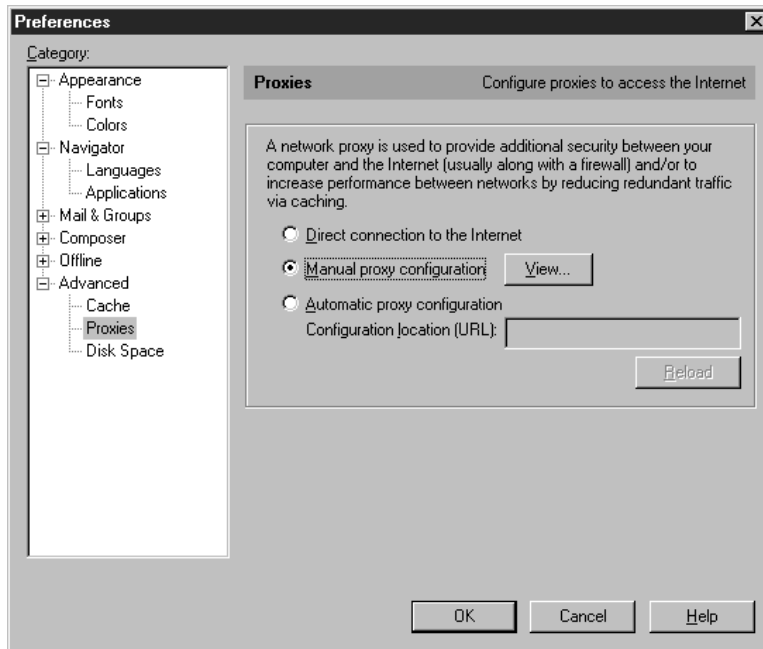 Preferences
Category:
Appearance
Fonts
Colors
Navigator
Languages
Applications
Mail & Groups
Composer
Offline
Advanced
Cache
Proxies
Disk Space
Proxies
Configure proxies to access the Internet
A network proxy is used to provide additional security between your
computer and the Internet (usually along with a firewall) and/or to
increase performance between networks by reducing redundant traffic
via caching.
Direct connection to the Internet
Manual proxy configuration
View...
Automatic proxy configuration
Configuration location (URL):
Reload
OK
Cancel
Help